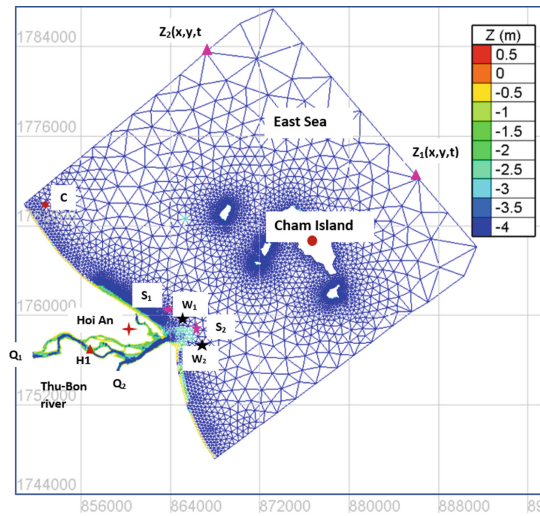 1784000
Z₂(x,y,t
Z (m)
0.5
0
-0.5
-1
-1.5
-2
-2.5
-3
-3.5
-4
East Sea
1776000
Z₁(x,y,t)
C
Cham Island
1760000
S₁
W₁
Hoi An
S₂
Q₁
H1
W₂
Q₂
Thu-Bon
river
1752000
1744000
856000
864000
872000
880000
888000